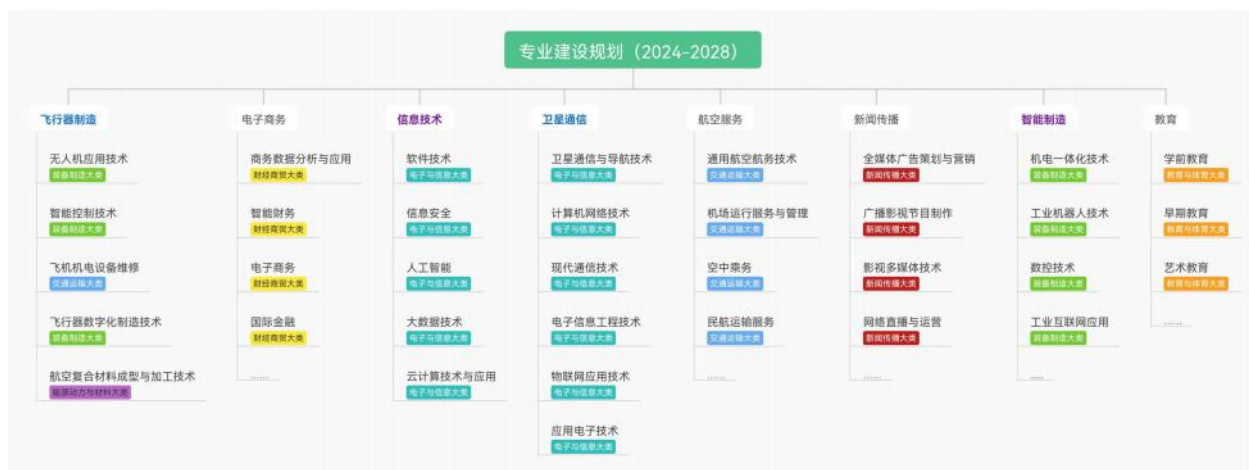 专业建设规划（2024-2028）
飞行器制造
无人机应用技术
装备制造大类
智能控制技术
装备制造大类
飞机机电设备维修
交通运输大类
飞行器数字化制造技术
装备制造大类
航空复合材料成型与加工技术
能源动力与材料大类
电子商务
商务数据分析与应用
财经商贸大类
智能财务
财经商贸大类
电子商务
财经商贸大类
国际金融
财经商贸大类
……
信息技术
软件技术
电子与信息大类
信息安全
电子与信息大类
人工智能
电子与信息大类
大数据技术
电子与信息大类
云计算技术与应用
电子与信息大类
卫星通信
卫星通信与导航技术
电子与信息大类
计算机网络技术
电子与信息大类
现代通信技术
电子与信息大类
电子信息工程技术
电子与信息大类
物联网应用技术
电子与信息大类
应用电子技术
电子与信息大类
航空服务
通用航空航务技术
交通运输大类
机场运行服务与管理
交通运输大类
空中乘务
交通运输大类
民航运输服务
交通运输大类
……
新闻传播
全媒体广告策划与营销
新闻传播大类
广播影视节目制作
新闻传播大类
影视多媒体技术
新闻传播大类
网络直播与运营
新闻传播大类
……
智能制造
机电一体化技术
装备制造大类
工业机器人技术
装备制造大类
数控技术
装备制造大类
工业互联网应用
装备制造大类
……
教育
学前教育
教育与体育大类
早期教育
教育与体育大类
艺术教育
教育与体育大类
……